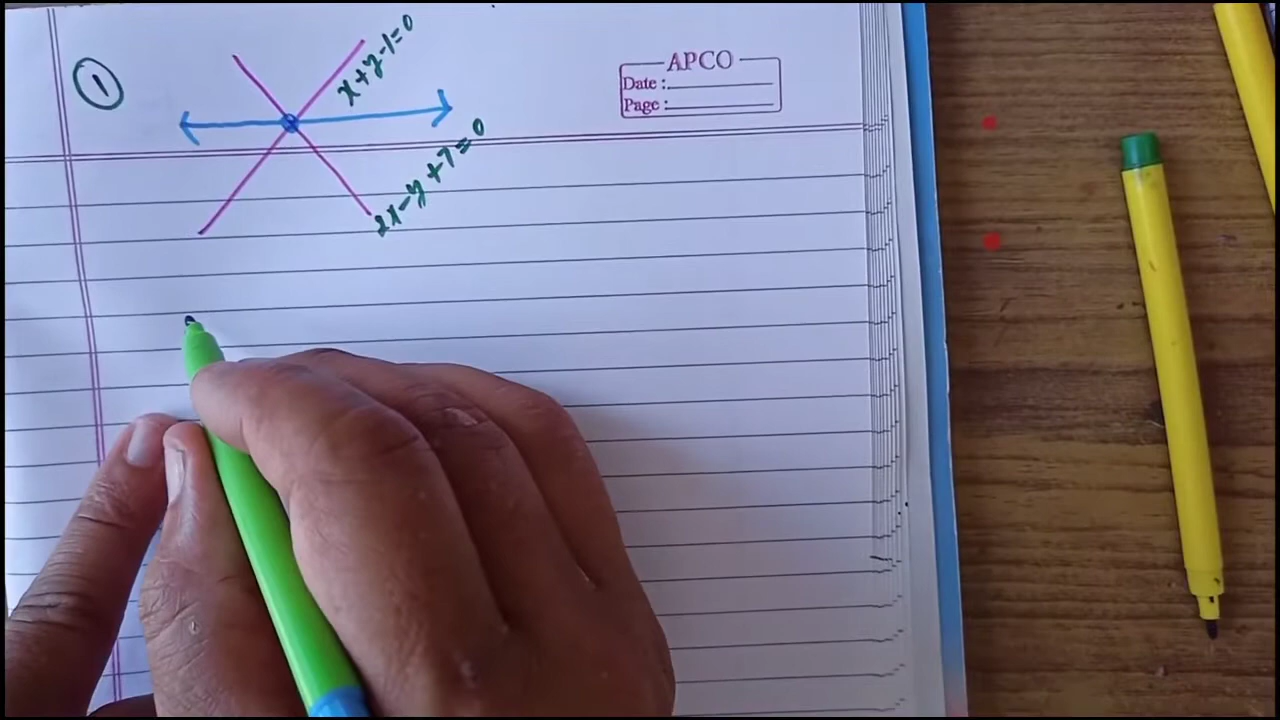 1
x+y-1=0
2x-y+7=0
APCO
Date :
Page :